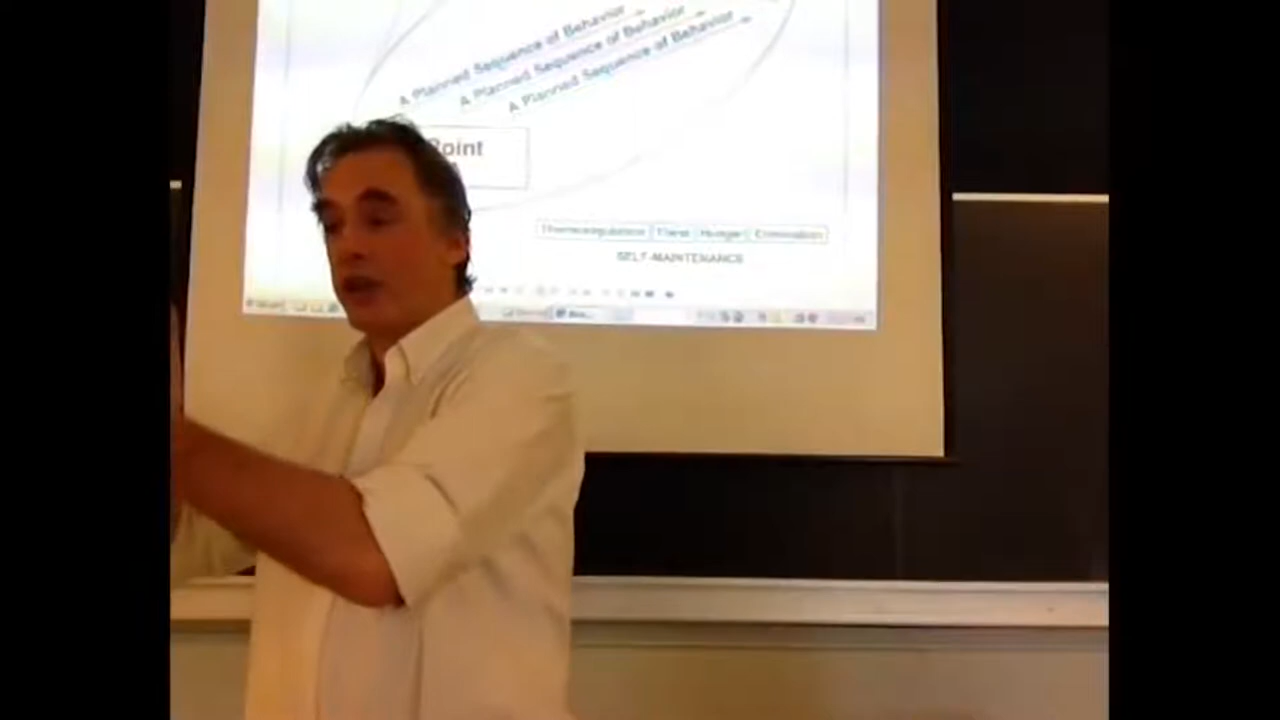 A Planned Sequence of Behavior
A Planned Sequence of Behavior
A Planned Sequence of Behavior
Point
A
Thermoregulation Thirst Hunger Elimination
SELF-MAINTENANCE